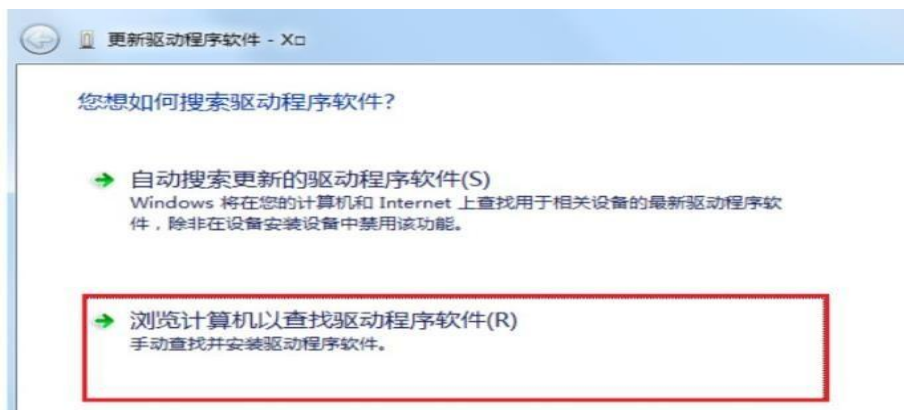 更新驱动程序软件 - X□
您想如何搜索驱动程序软件?
自动搜索更新的驱动程序软件(S)
Windows 将在您的计算机和 Internet 上查找用于相关设备的最新驱动程序软
件，除非在设备安装设备中禁用该功能。
浏览计算机以查找驱动程序软件(R)
手动查找并安装驱动程序软件。